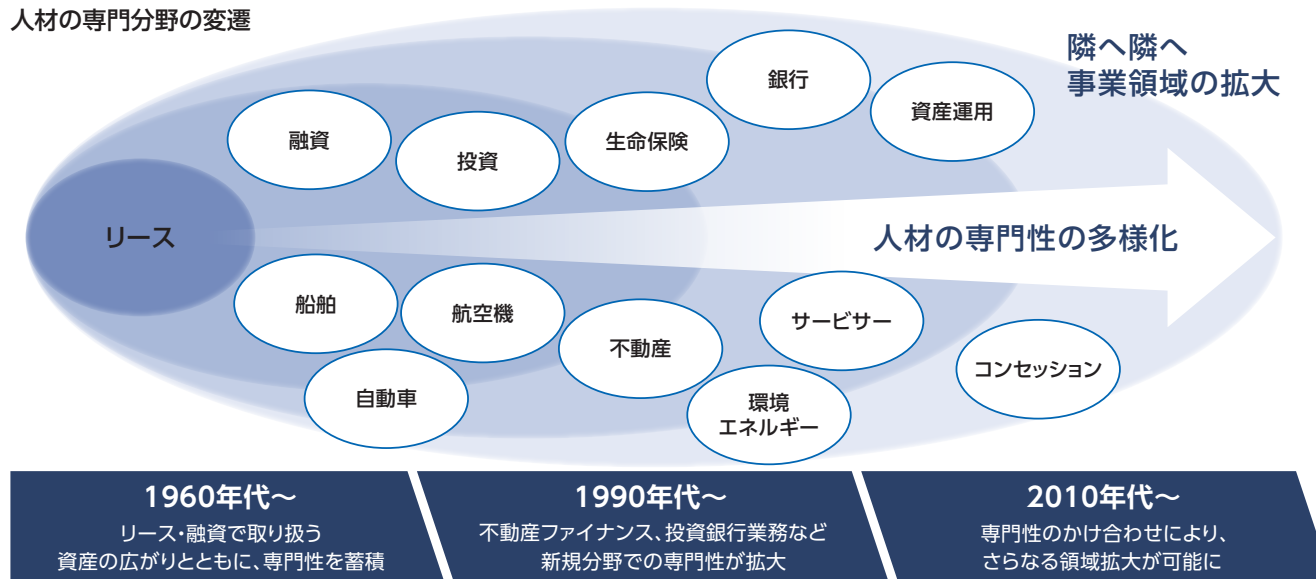 人材の専門分野の変遷
隣へ隣へ
事業領域の拡大
銀行
資産運用
融資
投資
生命保険
リース
人材の専門性の多様化
船舶
航空機
不動産
サービサー
自動車
環境
エネルギー
コンセッション
1960年代〜
リース・融資で取り扱う
資産の広がりとともに、専門性を蓄積
1990年代〜
不動産ファイナンス、投資銀行業務など
新規分野での専門性が拡大
2010年代〜
専門性のかけ合わせにより、
さらなる領域拡大が可能に